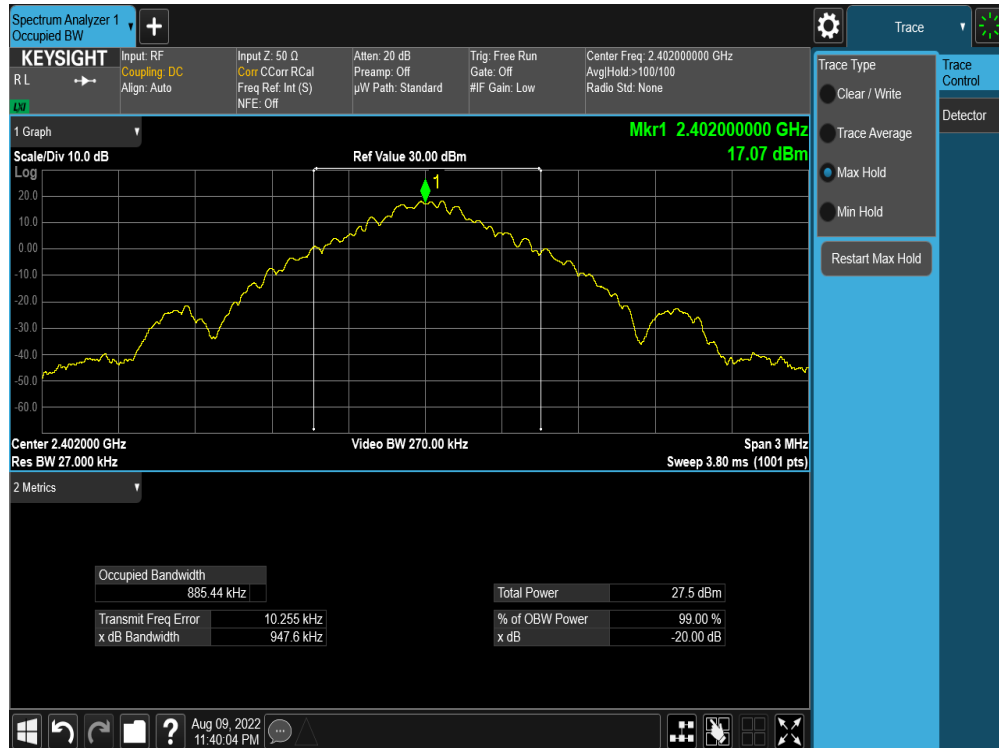 Spectrum Analyzer 1
Occupied BW
Trace
KEYSIGHT
R L
LXI
Input: RF
Coupling: DC
Align: Auto
Input Z: 50 Ω
Corr CCorr RCal
Freq Ref: Int (S)
NFE: Off
Atten: 20 dB
Preamp: Off
µW Path: Standard
Trig: Free Run
Gate: Off
#IF Gain: Low
Center Freq: 2.402000000 GHz
Avg|Hold:>100/100
Radio Std: None
Trace Type
Clear / Write
Trace Average
Max Hold
Min Hold
Restart Max Hold
Trace
Control
Detector
1 Graph
Mkr1 2.402000000 GHz
17.07 dBm
Scale/Div 10.0 dB
Ref Value 30.00 dBm
Log
1
20.0
10.0
0.00
-10.0
-20.0
-30.0
-40.0
-50.0
-60.0
Center 2.402000 GHz
Video BW 270.00 kHz
Span 3 MHz
Res BW 27.000 kHz
Sweep 3.80 ms (1001 pts)
2 Metrics
Occupied Bandwidth
885.44 kHz
Total Power 27.5 dBm
Transmit Freq Error 10.255 kHz
% of OBW Power 99.00 %
x dB Bandwidth 947.6 kHz
x dB -20.00 dB
Aug 09, 2022
11:40:04 PM